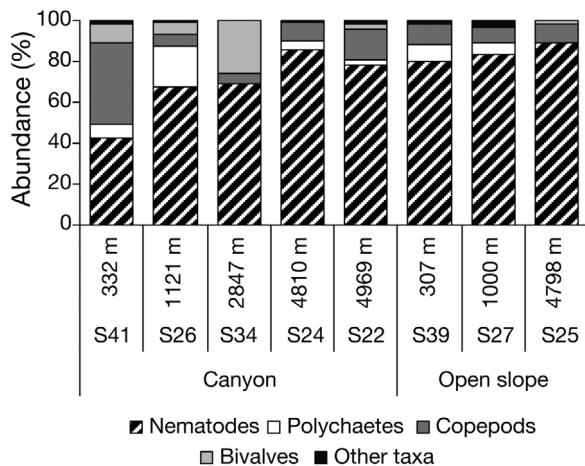 Abundance (%)
100
80
60
40
20
0
332 m 1121 m 2847 m 4810 m 4969 m 307 m 1000 m 4798 m
S41 S26 S34 S24 S22 S39 S27 S25
Canyon Open slope
Nematodes Polychaetes Copepods
Bivalves Other taxa